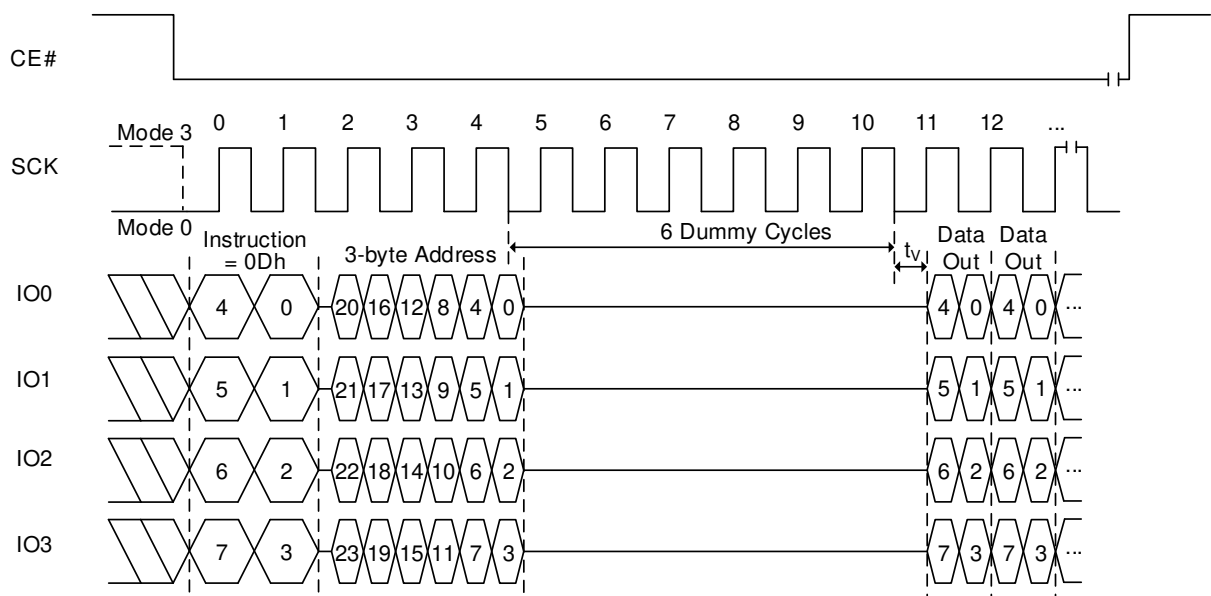 CE#
Mode 3
0 1 2 3 4 5 6 7 8 9 10 11 12 ...
SCK
Mode 0
Instruction
= 0Dh
3-byte Address
6 Dummy Cycles
tV
Data
Out
Data
Out
IO0 4 0 20 16 12 8 4 0 4 0 4 0 ...
IO1 5 1 21 17 13 9 5 1 5 1 5 1 ...
IO2 6 2 22 18 14 10 6 2 6 2 6 2 ...
IO3 7 3 23 19 15 11 7 3 7 3 7 3 ...